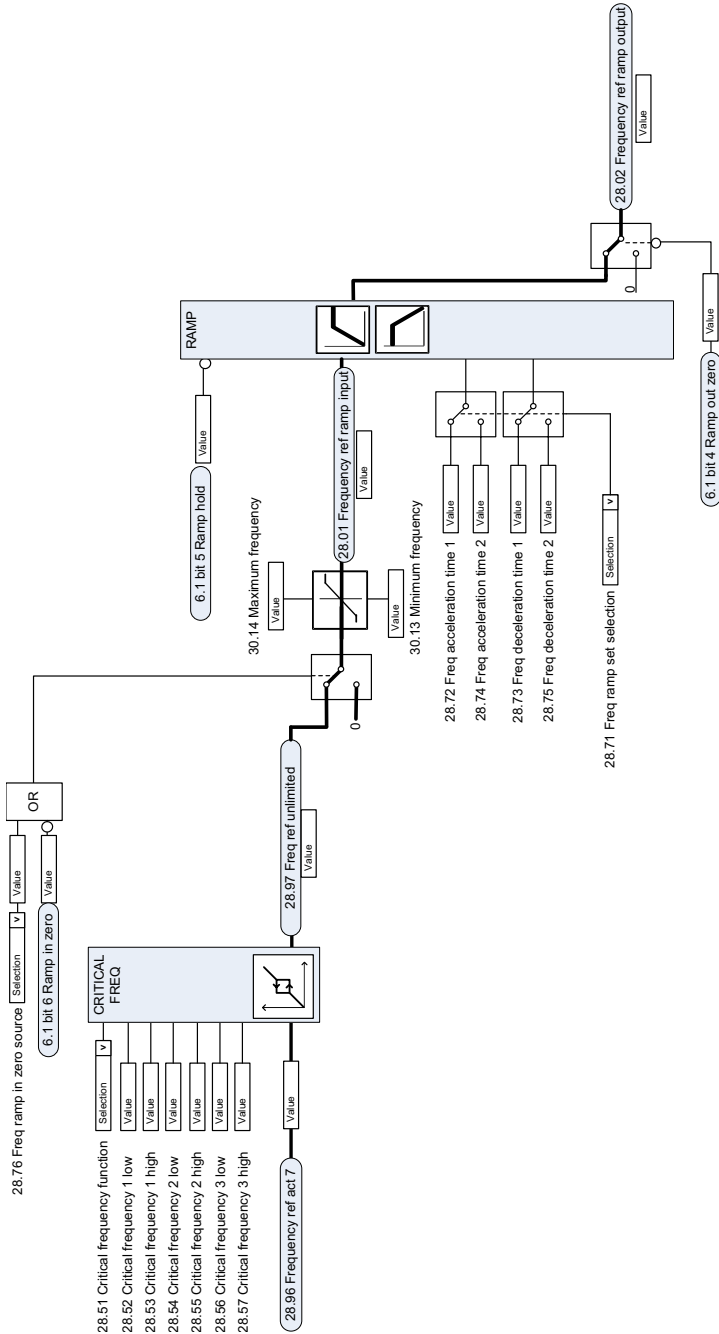 28.76 Freq ramp in zero source Selection v Value
6.1 bit 6 Ramp in zero Value
OR
28.51 Critical frequency function Selection v
28.52 Critical frequency 1 low Value
28.53 Critical frequency 1 high Value
28.54 Critical frequency 2 low Value
28.55 Critical frequency 2 high Value
28.56 Critical frequency 3 low Value
28.57 Critical frequency 3 high Value
CRITICAL
FREQ
28.96 Frequency ref act 7 Value
28.97 Freq ref unlimited
Value
0
30.14 Maximum frequency
Value
Value
30.13 Minimum frequency
28.01 Frequency ref ramp input
Value
6.1 bit 5 Ramp hold
Value
RAMP
28.72 Freq acceleration time 1 Value
28.74 Freq acceleration time 2 Value
28.73 Freq deceleration time 1 Value
28.75 Freq deceleration time 2 Value
28.71 Freq ramp set selection Selection v
0
28.02 Frequency ref ramp output
Value
6.1 bit 4 Ramp out zero Value